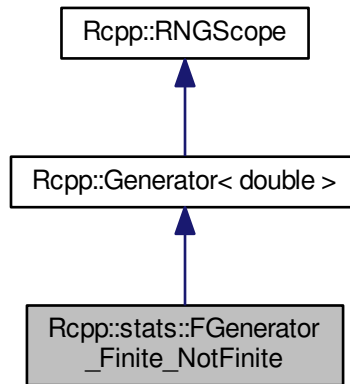 Rcpp::RNGScope
Rcpp::Generator< double >
Rcpp::stats::FGenerator
_Finite_NotFinite